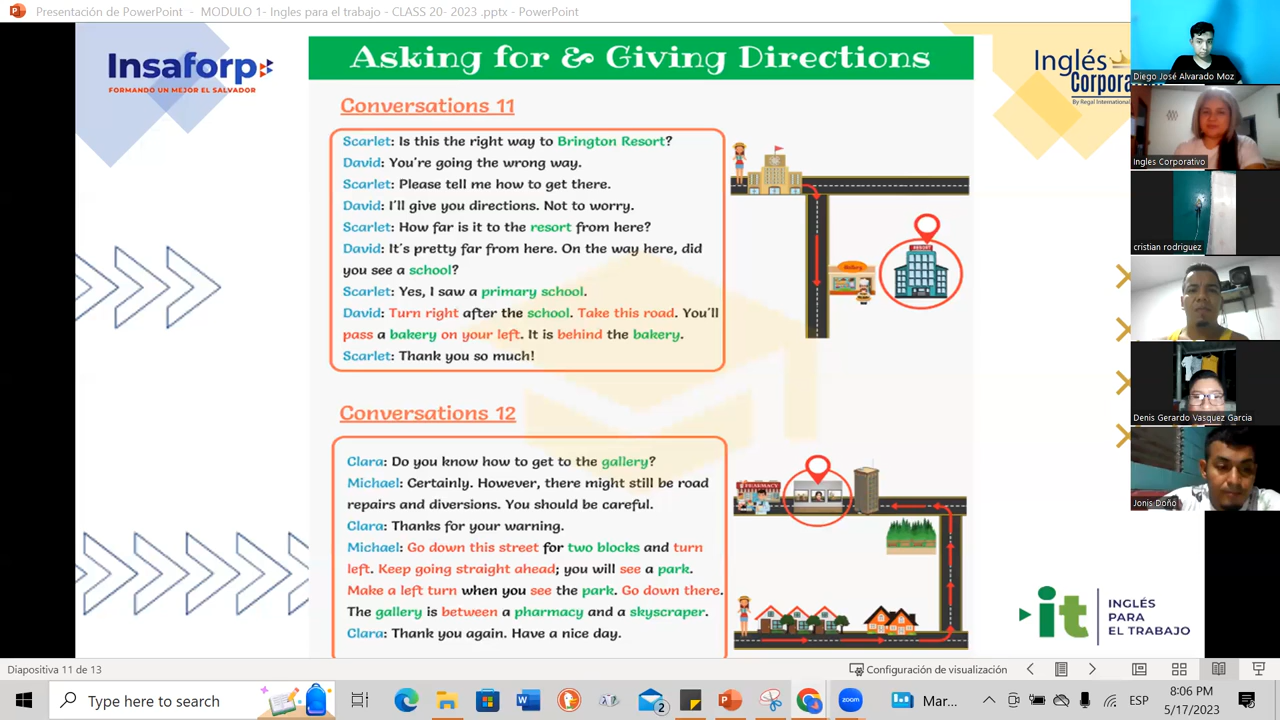 Presentación de PowerPoint - MODULO 1- Ingles para el trabajo - CLASS 20- 2023 .pptx - PowerPoint
Insaforp
FORMANDO UN MEJOR EL SALVADOR
Asking for & Giving Directions
Inglés
Corpora
By Regal International
Conversations 11
Scarlet: Is this the right way to Brington Resort?
David: You're going the wrong way.
Scarlet: Please tell me how to get there.
David: I'll give you directions. Not to worry.
Scarlet: How far is it to the resort from here?
David: It's pretty far from here. On the way here, did
you see a school?
Scarlet: Yes, I saw a primary school.
David: Turn right after the school. Take this road. You'll
pass a bakery on your left. It is behind the bakery.
Scarlet: Thank you so much!
RESORT
Conversations 12
Clara: Do you know how to get to the gallery?
Michael: Certainly. However, there might still be road
repairs and diversions. You should be careful.
Clara: Thanks for your warning.
Michael: Go down this street for two blocks and turn
left. Keep going straight ahead; you will see a park.
Make a left turn when you see the park. Go down there.
The gallery is between a pharmacy and a skyscraper.
Clara: Thank you again. Have a nice day.
PHARMACY
it
INGLÉS
PARA
EL TRABAJO
Diego José Alvarado Moz
Ingles Corporativo
cristian rodriguez
Denis Gerardo Vasquez Garcia
Jonis Doño
Diapositiva 11 de 13
Configuración de visualización
Type here to search
2
zoom
Mar...
ESP
8:06 PM
5/17/2023